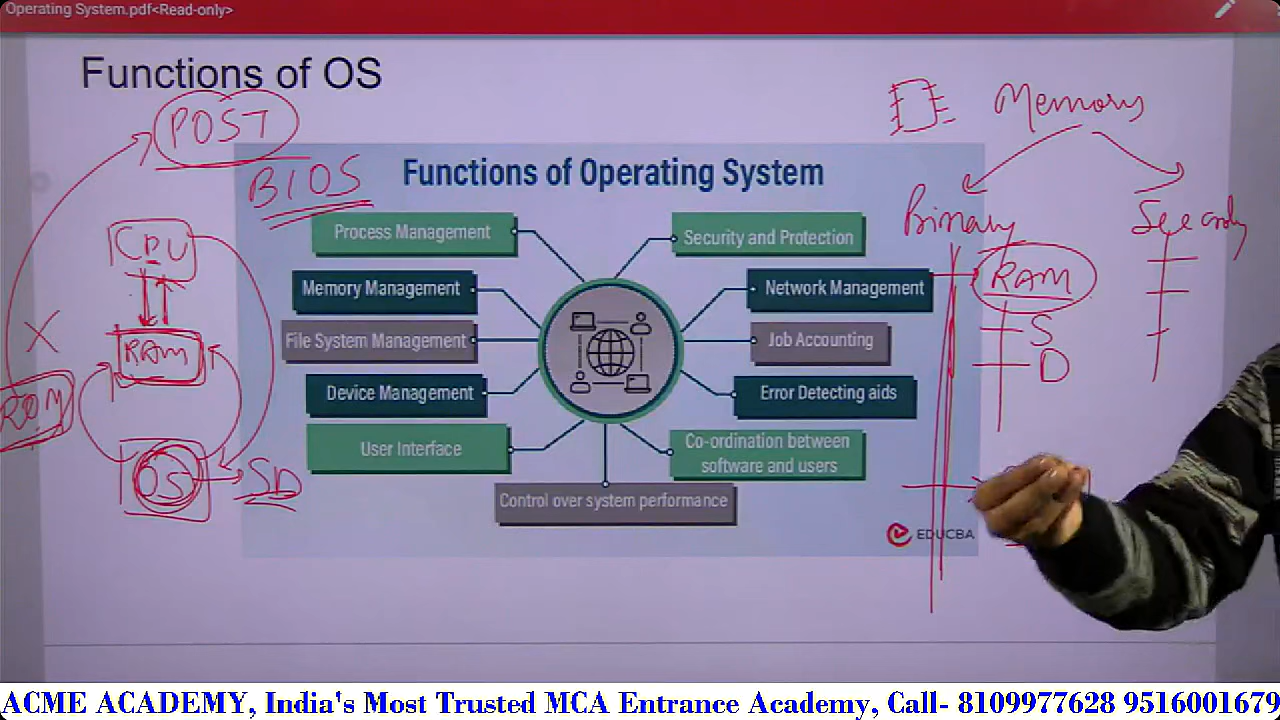 Operating System.pdf<Read-only>
Functions of OS
POST
BIOS
CPU
RAM
ROM
OS
SD
X
Functions of Operating System
Process Management
Memory Management
File System Management
Device Management
User Interface
Control over system performance
Security and Protection
Network Management
Job Accounting
Error Detecting aids
Co-ordination between
software and users
EDUCBA
Memory
Primary
RAM
S
D
ACME ACADEMY, India's Most Trusted MCA Entrance Academy, Call- 8109977628 9516001679